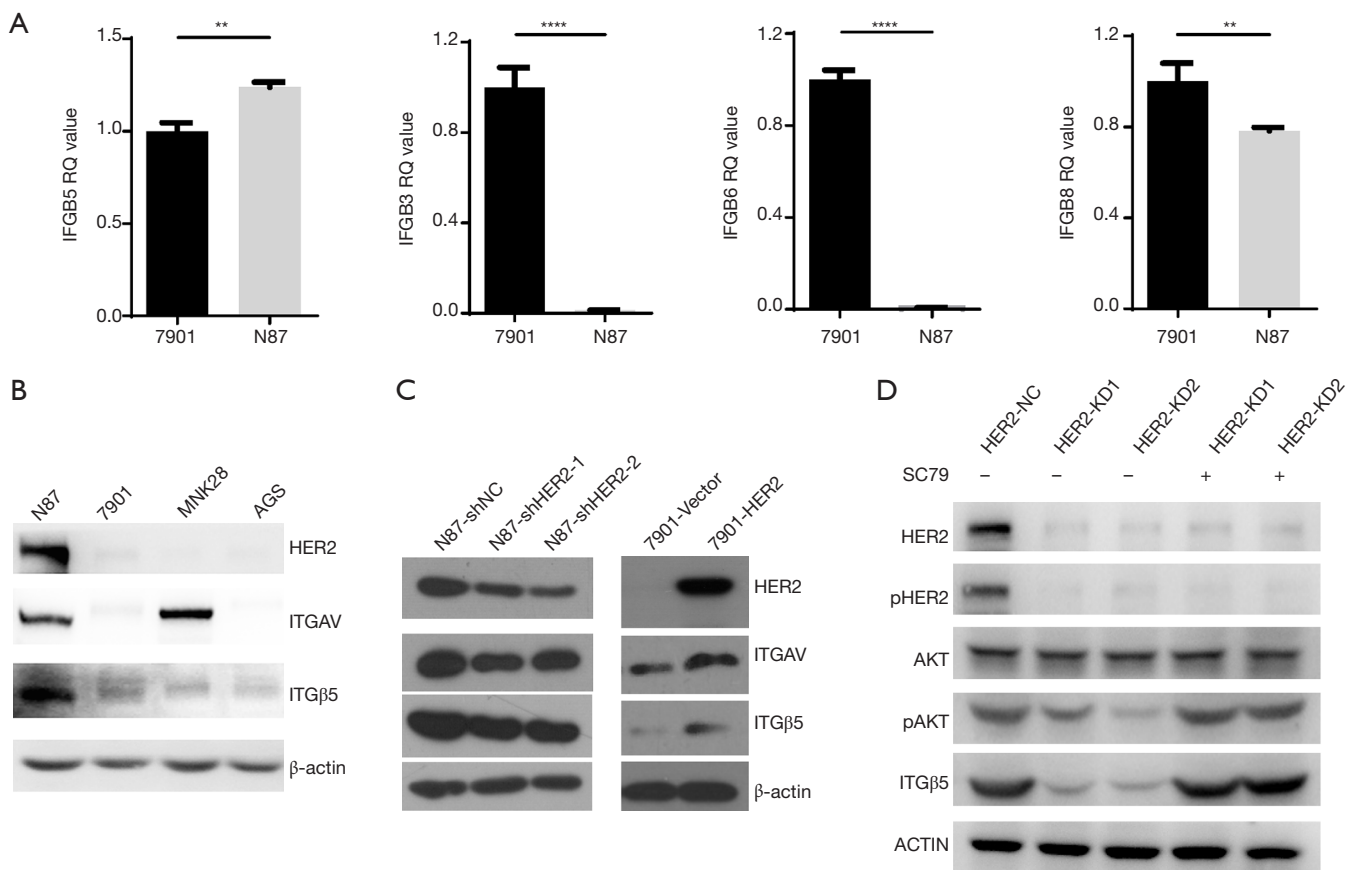 A
**
1.5
1.0
0.5
0.0
IFGB5 RQ value
7901 N87
****
1.2
0.8
0.4
0.0
IFGB3 RQ value
7901 N87
****
1.2
0.8
0.4
0.0
IFGB6 RQ value
7901 N87
**
1.2
0.8
0.4
0.0
IFGB8 RQ value
7901 N87
B
N87 7901 MNK28 AGS
HER2
ITGAV
ITGβ5
β-actin
C
N87-shNC N87-shHER2-1 N87-shHER2-2 7901-Vector 7901-HER2
HER2
ITGAV
ITGβ5
β-actin
D
HER2-NC HER2-KD1 HER2-KD2 HER2-KD1 HER2-KD2
SC79 – – – + +
HER2
pHER2
AKT
pAKT
ITGβ5
ACTIN